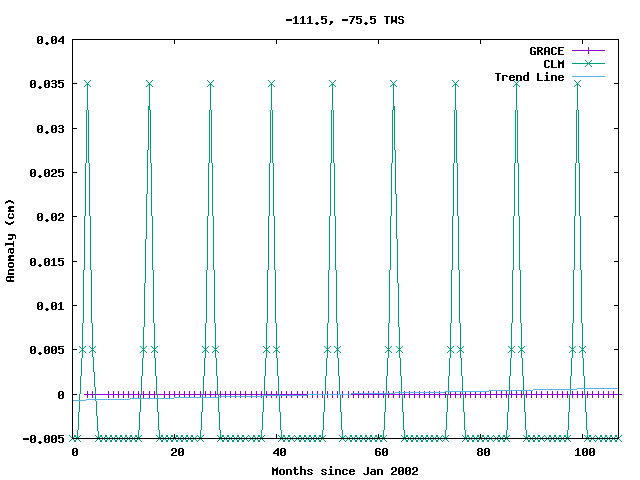 -111.5, -75.5 TWS
GRACE
CLM
Trend Line
0.04
0.035
0.03
0.025
0.02
0.015
0.01
0.005
0
-0.005
Anomaly (cm)
0 20 40 60 80 100
Months since Jan 2002